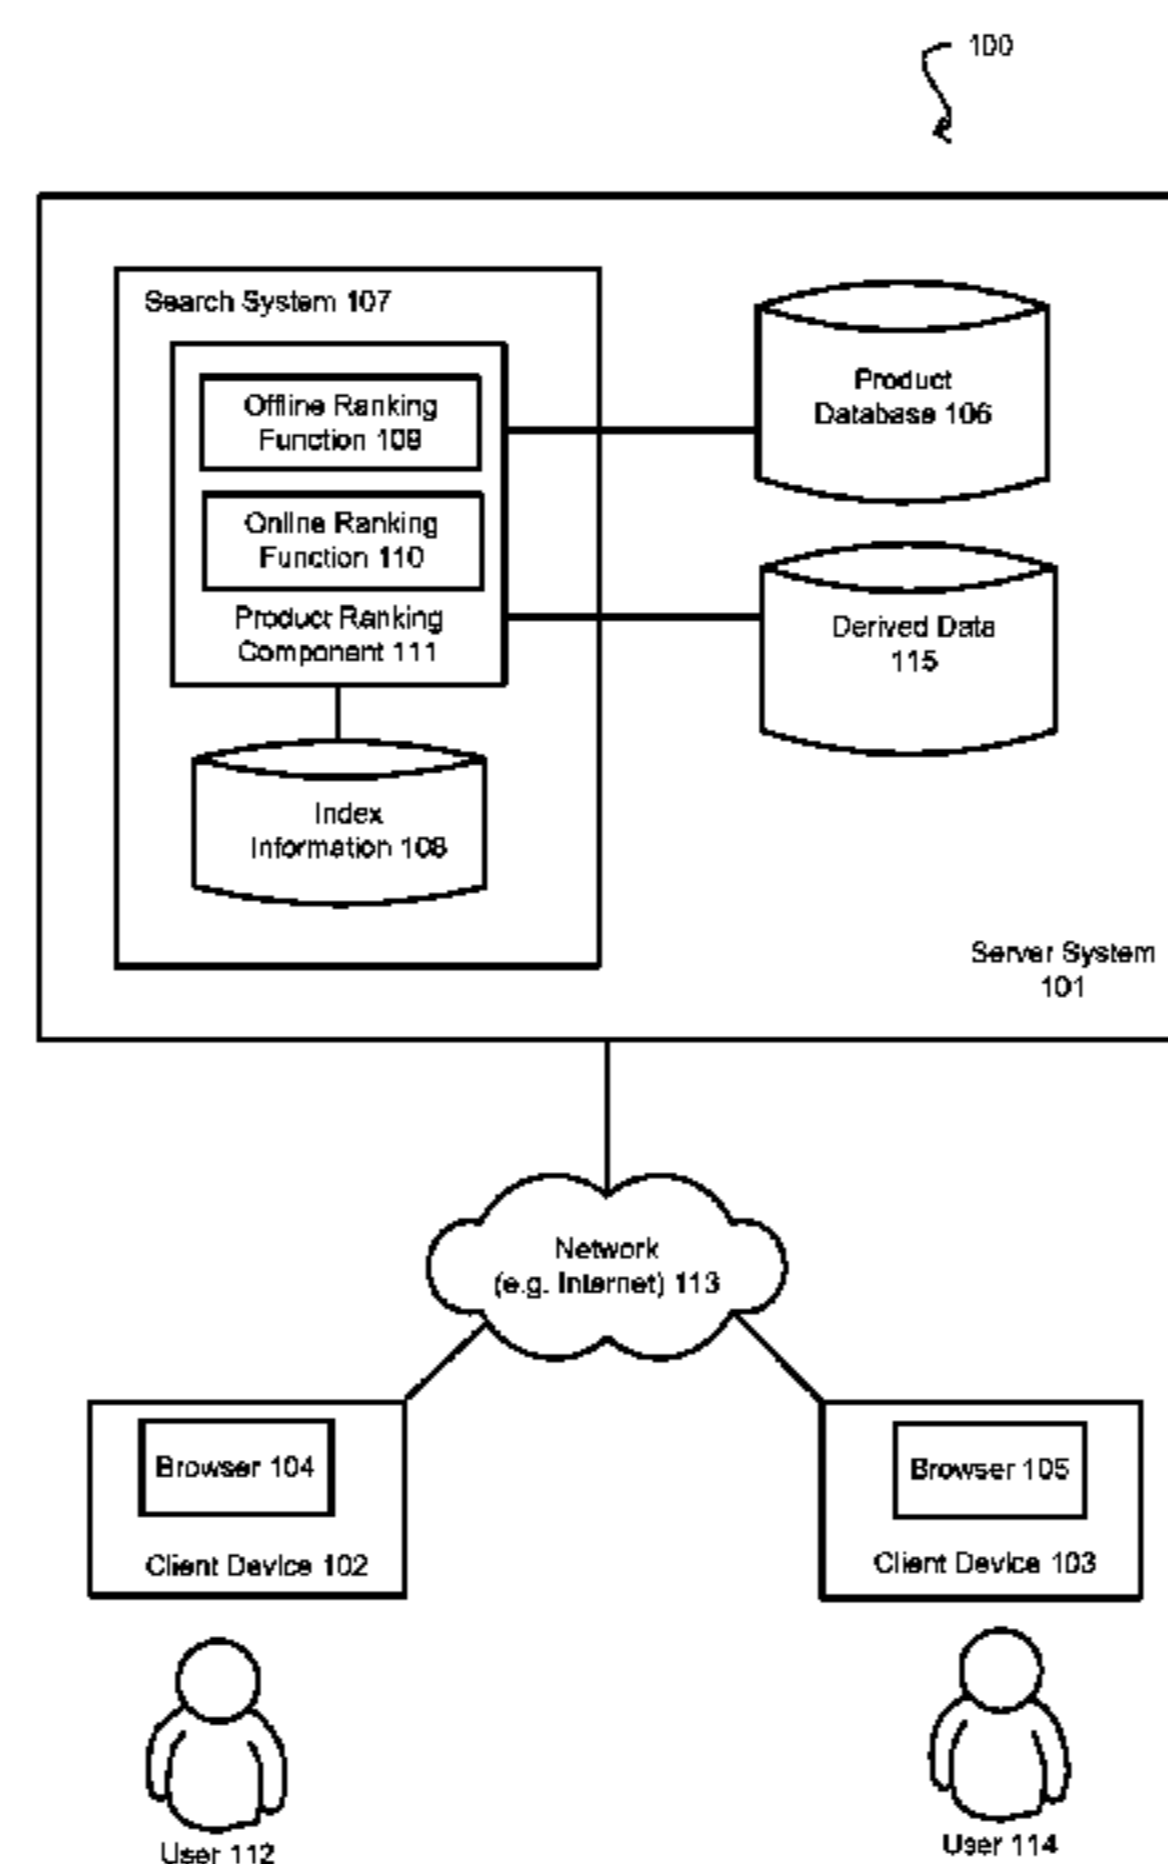 100
Search System 107
Offline Ranking
Function 109
Online Ranking
Function 110
Product Ranking
Component 111
Index
Information 108
Product
Database 106
Derived Data
115
Server System
101
Network
(e.g. Internet) 113
Browser 104
Client Device 102
Browser 105
Client Device 103
User 112
User 114